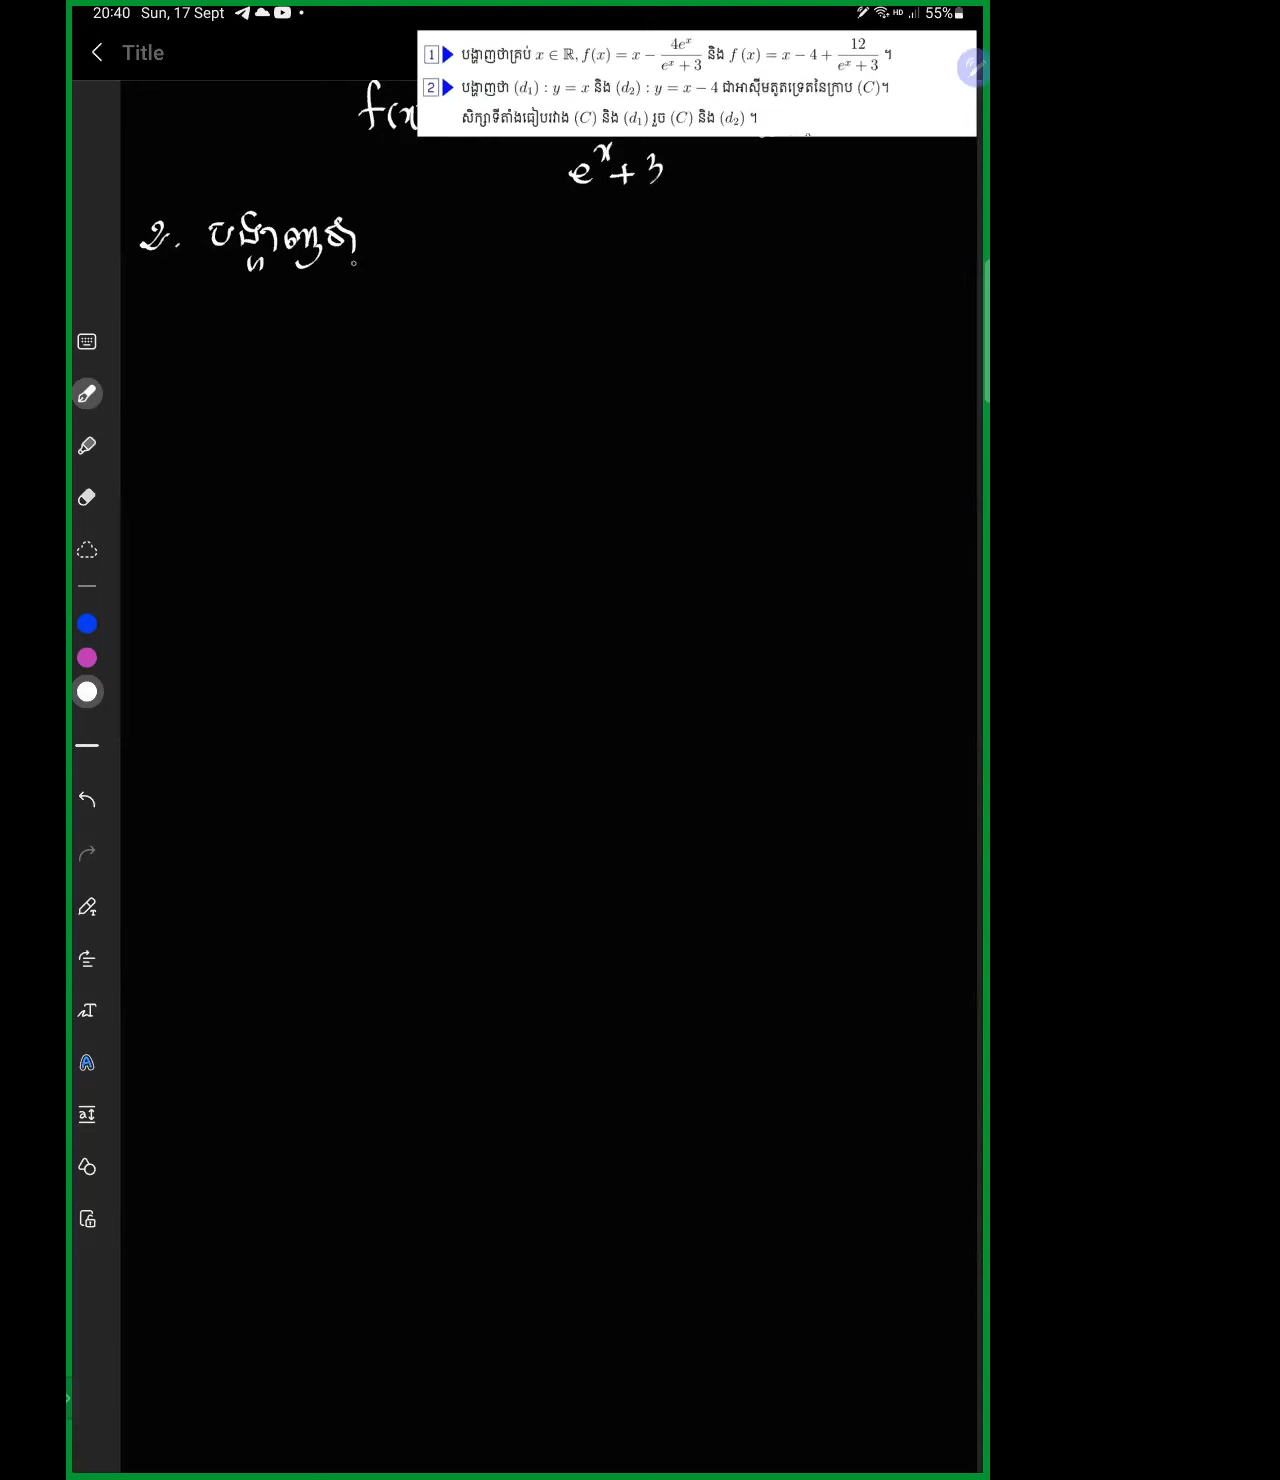 20:40 Sun, 17 Sept HD 55%
Title
1 បង្ហាញថាគ្រប់ x ∈ ℝ, f(x) = x − 4eˣ/(eˣ + 3) និង f (x) = x − 4 + 12/(eˣ + 3) ។
2 បង្ហាញថា (d₁) : y = x និង (d₂) : y = x − 4 ជាអាស៊ីមតូតទ្រេតនៃក្រាប (C)។
សិក្សាទីតាំងធៀបរវាង (C) និង (d₁) រួច (C) និង (d₂) ។
f(x
eˣ + 3
2. បង្ហាញថា